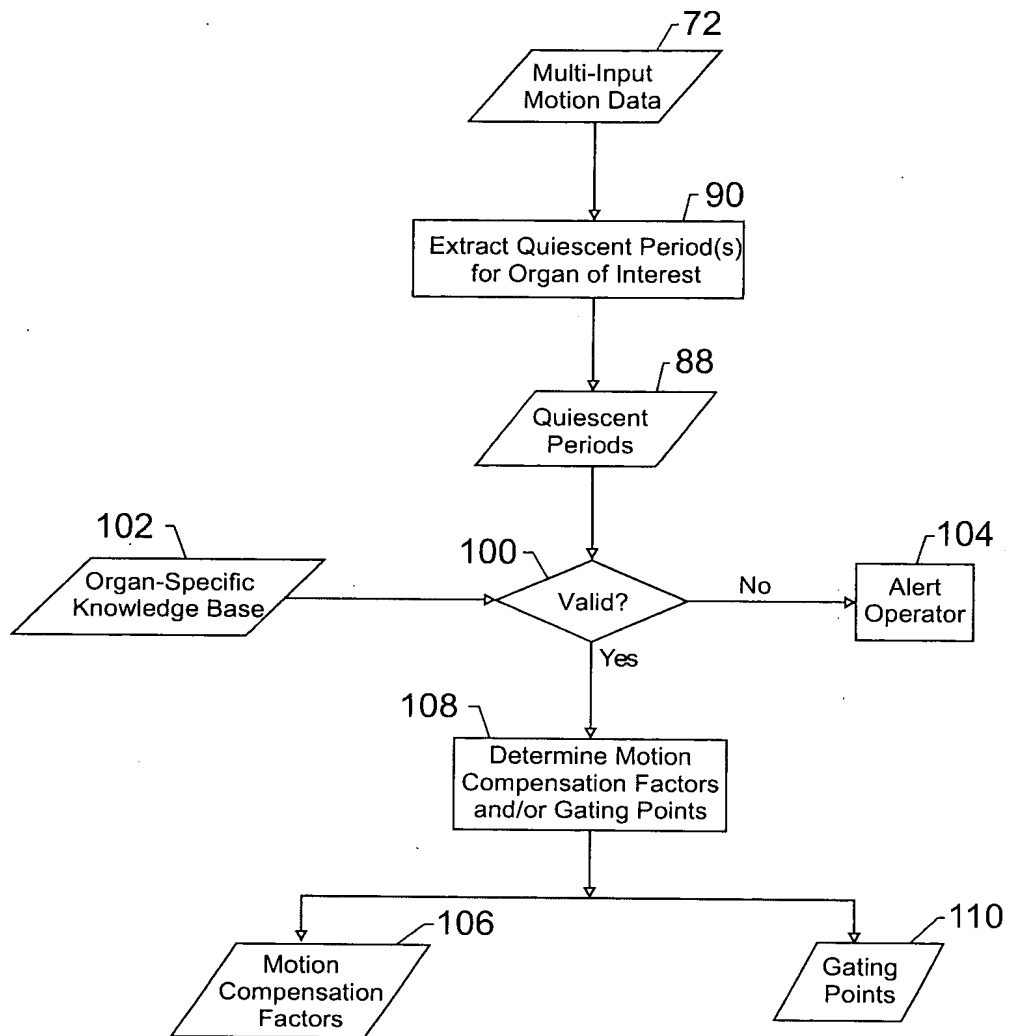 72
Multi-Input
Motion Data
90
Extract Quiescent Period(s)
for Organ of Interest
88
Quiescent
Periods
102
Organ-Specific
Knowledge Base
100
Valid?
No
104
Alert
Operator
Yes
108
Determine Motion
Compensation Factors
and/or Gating Points
106
Motion
Compensation
Factors
110
Gating
Points